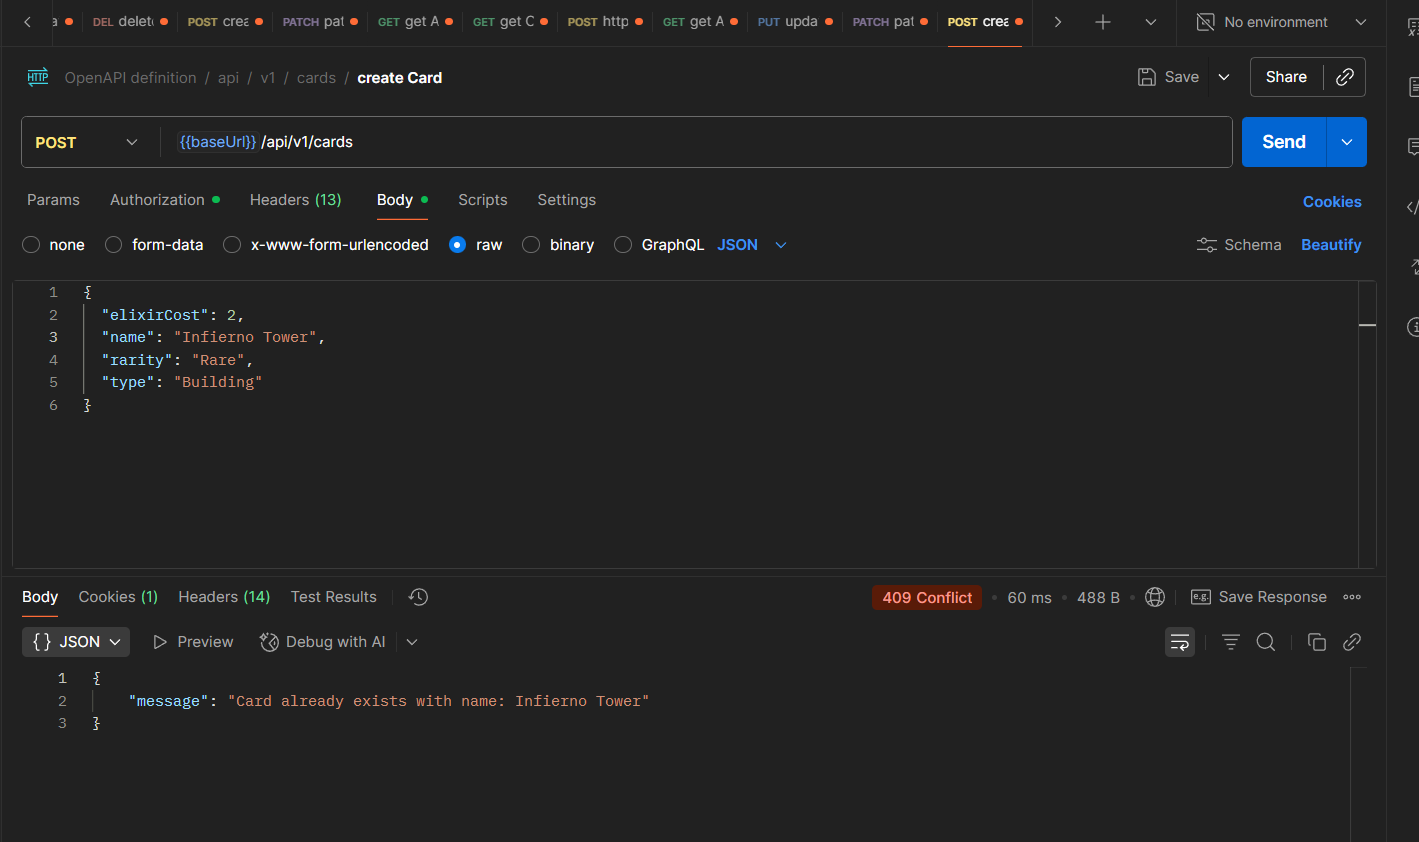 DEL delet POST crea PATCH pat GET get A GET get C POST http GET get A PUT upda PATCH pat POST crea No environment
HTTP OpenAPI definition / api / v1 / cards / create Card Save Share
POST {{baseUrl}} /api/v1/cards Send
Params Authorization Headers (13) Body Scripts Settings Cookies
none form-data x-www-form-urlencoded raw binary GraphQL JSON Schema Beautify
1 {
2 "elixirCost": 2,
3 "name": "Infierno Tower",
4 "rarity": "Rare",
5 "type": "Building"
6 }
Body Cookies (1) Headers (14) Test Results 409 Conflict • 60 ms • 488 B • e.g. Save Response
{} JSON Preview Debug with AI
1 {
2 "message": "Card already exists with name: Infierno Tower"
3 }